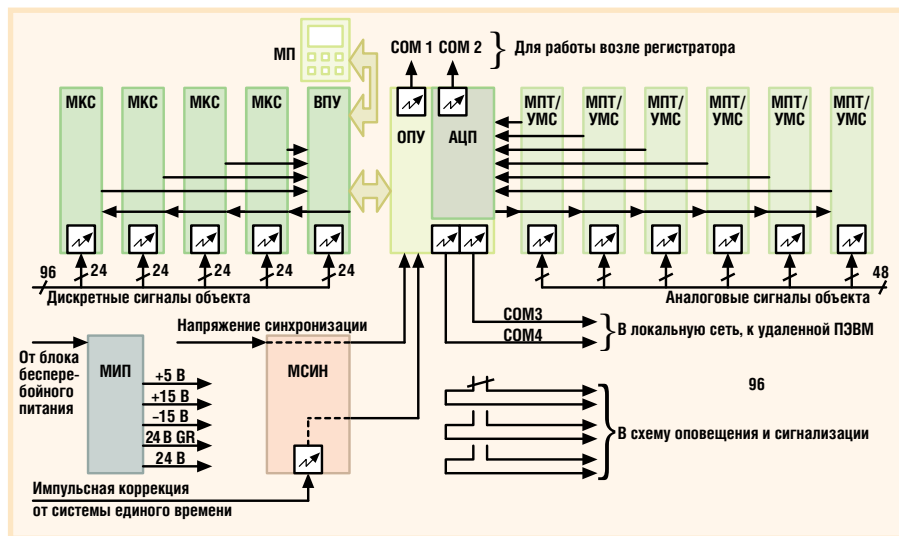 МП
COM 1 COM 2
Для работы возле регистратора
МКС
МКС
МКС
МКС
ВПУ
ОПУ
АЦП
МПТ/
УМС
МПТ/
УМС
МПТ/
УМС
МПТ/
УМС
МПТ/
УМС
МПТ/
УМС
96
24
24
24
24
24
48
Дискретные сигналы объекта
Аналоговые сигналы объекта
Напряжение синхронизации
COM3
COM4
В локальную сеть, к удаленной ПЭВМ
От блока
беспере-
бойного
питания
МИП
+5 В
+15 В
–15 В
24 В GR
24 В
МСИН
96
В схему оповещения и сигнализации
Импульсная коррекция
от системы единого времени